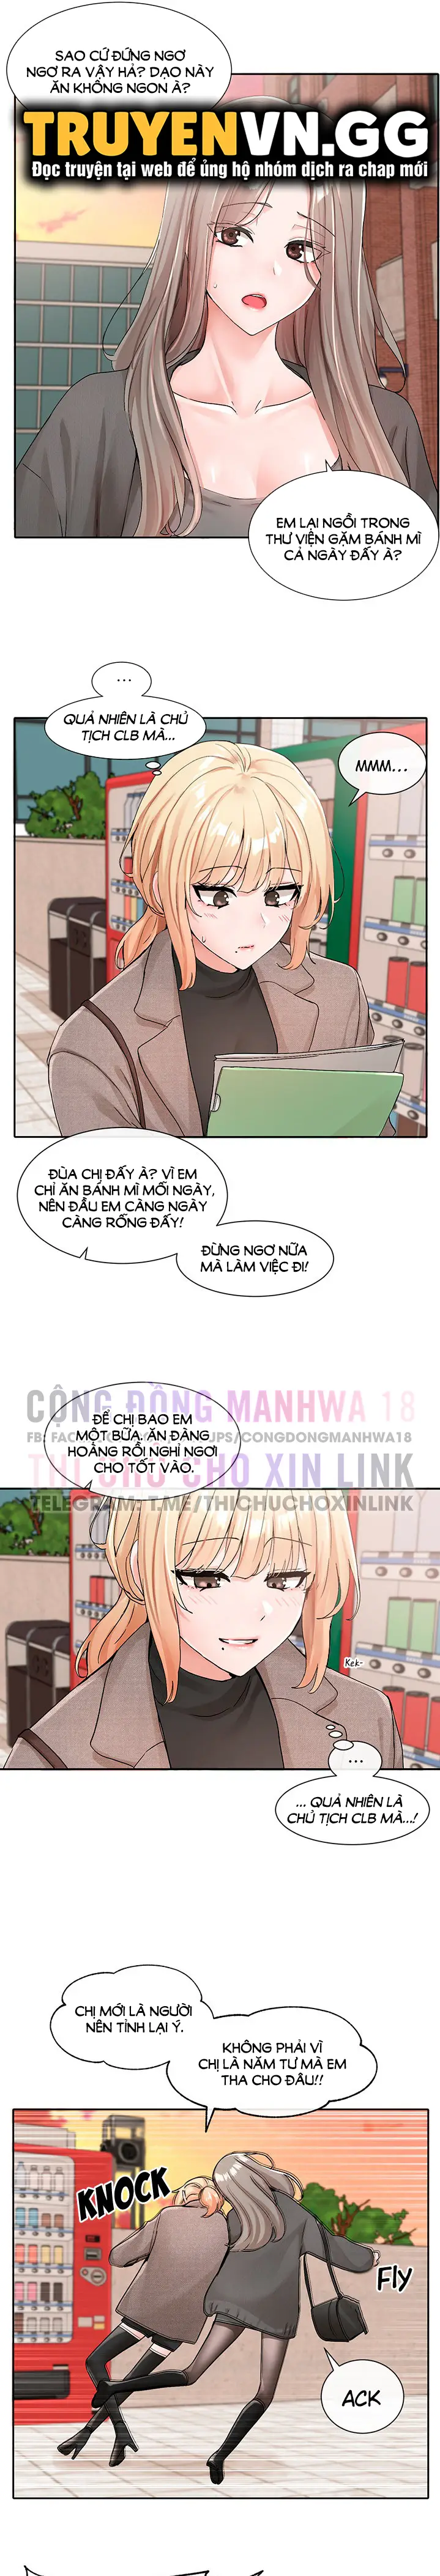 SAO CỨ ĐỨNG NGƠ
NGƠ RA VẬY HẢ? DẠO NÀY
ĂN KHÔNG NGON À?
TRUYENVN.GG
Đọc truyện tại web để ủng hộ nhóm dịch ra chap mới
EM LẠI NGỒI TRONG
THƯ VIỆN GẶM BÁNH MÌ
CẢ NGÀY ĐẤY À?
...
QUẢ NHIÊN LÀ CHỦ
TỊCH CLB MÀ...
MMM...
ĐÙA CHỊ ĐẤY À? VÌ EM
CHỈ ĂN BÁNH MÌ MỖI NGÀY,
NÊN ĐẦU EM CÀNG NGÀY
CÀNG RỖNG ĐẤY!
ĐỪNG NGƠ NỮA
MÀ LÀM VIỆC ĐI!
CỘNG ĐỒNG MANHWA 18
ĐỂ CHỊ BAO EM
MỘT BỮA. ĂN ĐÀNG
HOÀNG RỒI NGHỈ NGƠI
CHO TỐT VÀO.
CHO XIN LINK
TELEGRAM: T.ME/THICHUCHOXINLINK
Kek-
...
... QUẢ NHIÊN LÀ
CHỦ TỊCH CLB MÀ...!
CHỊ MỚI LÀ NGƯỜI
NÊN TỈNH LẠI Ý.
KHÔNG PHẢI VÌ
CHỊ LÀ NĂM TƯ MÀ EM
THA CHO ĐÂU!!
KNOCK
FLY
ACK